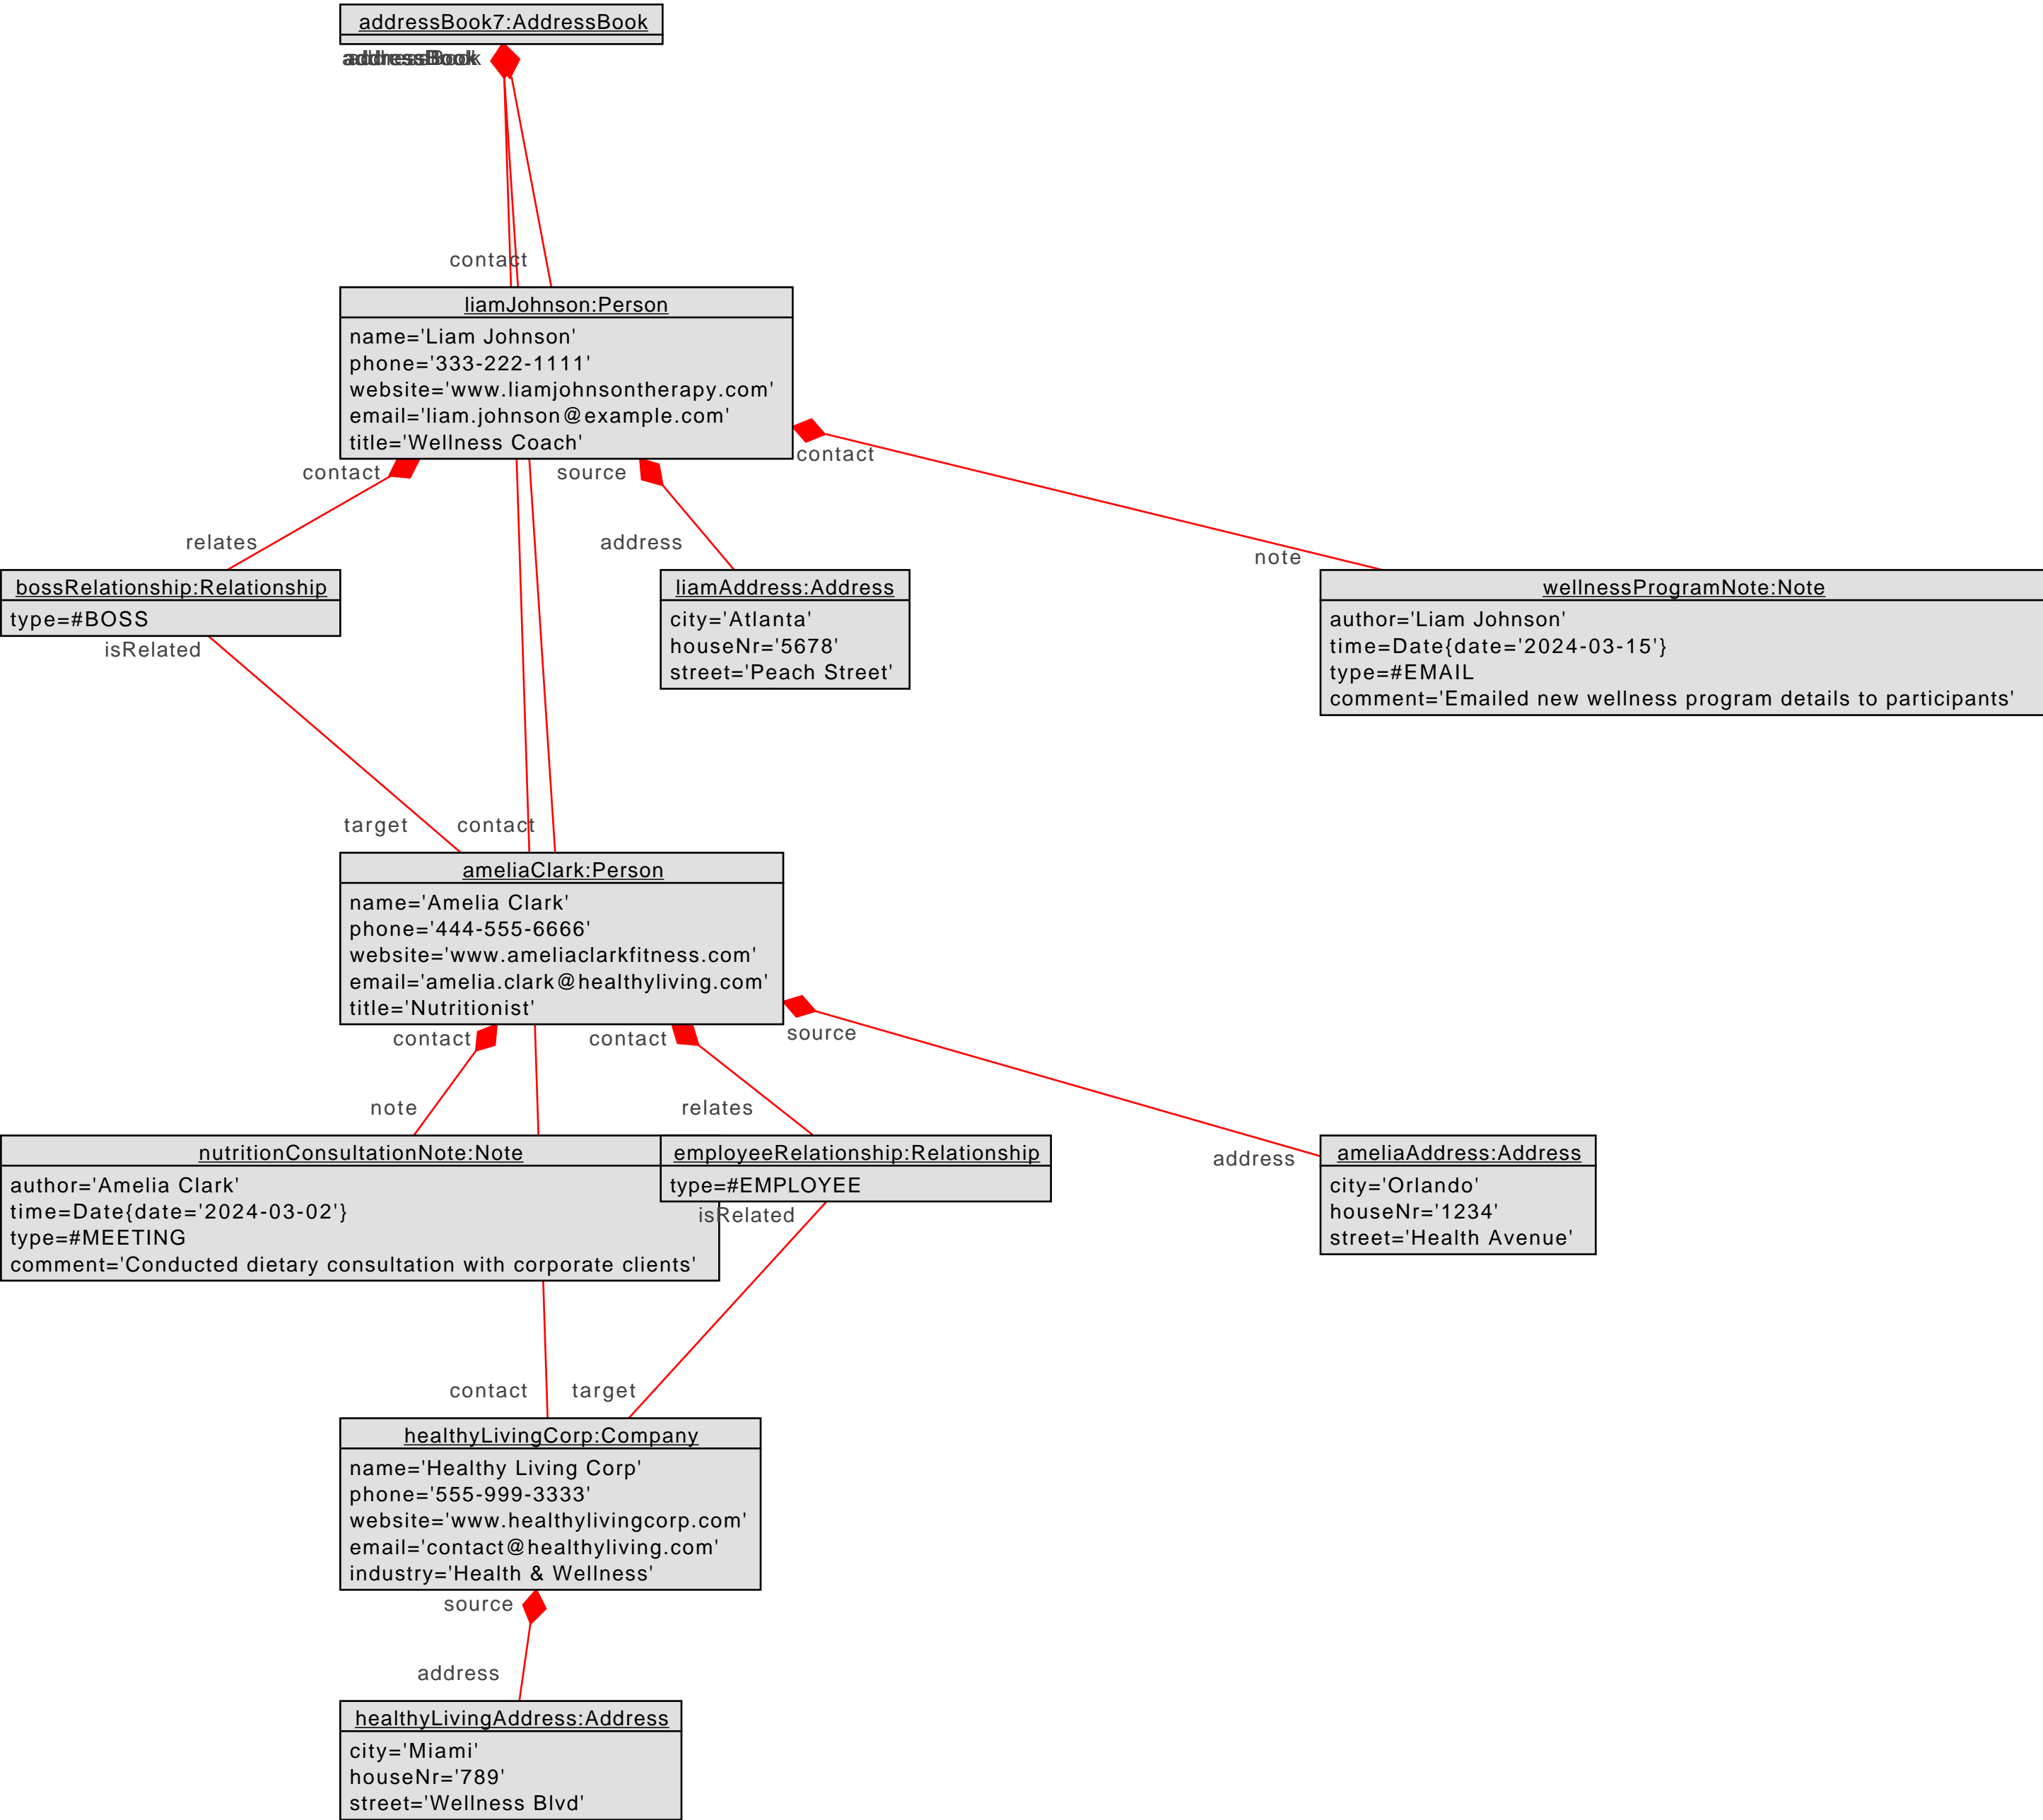 addressBook7:AddressBook
addressBook
contact
liamJohnson:Person
name='Liam Johnson'
phone='333-222-1111'
website='www.liamjohnsontherapy.com'
email='liam.johnson@example.com'
title='Wellness Coach'
contact
source
contact
relates
address
note
bossRelationship:Relationship
type=#BOSS
isRelated
liamAddress:Address
city='Atlanta'
houseNr='5678'
street='Peach Street'
wellnessProgramNote:Note
author='Liam Johnson'
time=Date{date='2024-03-15'}
type=#EMAIL
comment='Emailed new wellness program details to participants'
target
contact
ameliaClark:Person
name='Amelia Clark'
phone='444-555-6666'
website='www.ameliaclarkfitness.com'
email='amelia.clark@healthyliving.com'
title='Nutritionist'
contact
contact
source
note
relates
address
nutritionConsultationNote:Note
author='Amelia Clark'
time=Date{date='2024-03-02'}
type=#MEETING
comment='Conducted dietary consultation with corporate clients'
employeeRelationship:Relationship
type=#EMPLOYEE
isRelated
ameliaAddress:Address
city='Orlando'
houseNr='1234'
street='Health Avenue'
contact
target
healthyLivingCorp:Company
name='Healthy Living Corp'
phone='555-999-3333'
website='www.healthylivingcorp.com'
email='contact@healthyliving.com'
industry='Health & Wellness'
source
address
healthyLivingAddress:Address
city='Miami'
houseNr='789'
street='Wellness Blvd'